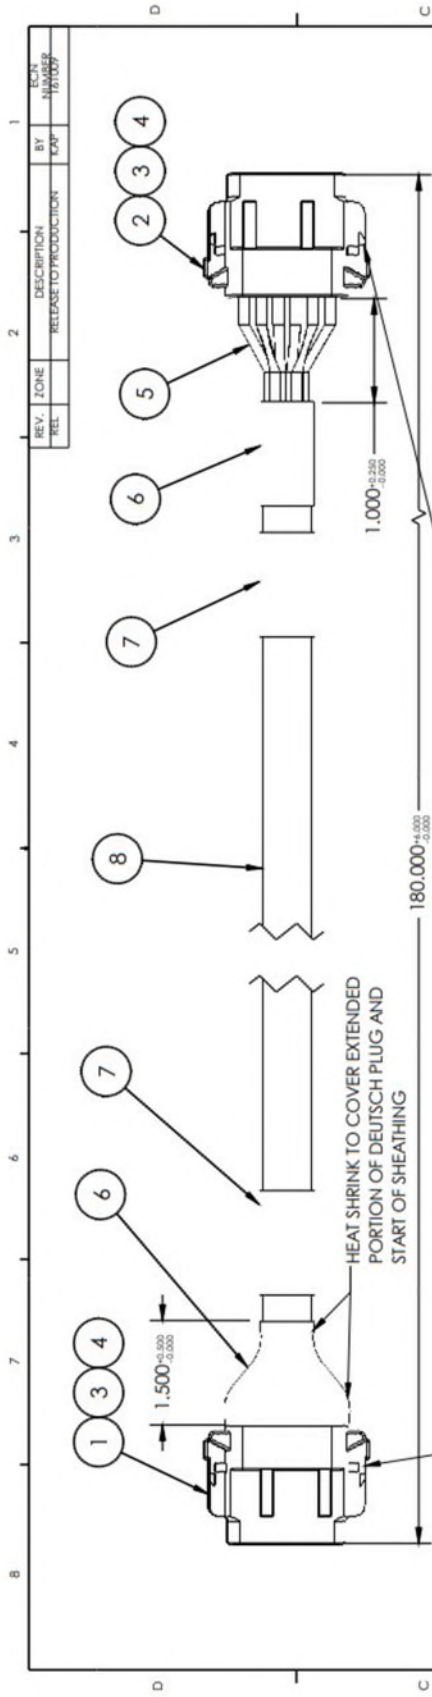 8
7
6
5
4
3
2
1
D
C
REV.
ZONE
DESCRIPTION
BY
ECN NUMBER
REL
RELEASE TO PRODUCTION
KAP
161009
1
3
4
6
7
8
7
6
5
2
3
4
1.500 +0.500 -0.000
1.000 +0.250 -0.000
HEAT SHRINK TO COVER EXTENDED
PORTION OF DEUTSCH PLUG AND
START OF SHEATHING
180.000 +6.000 -0.000
D
C